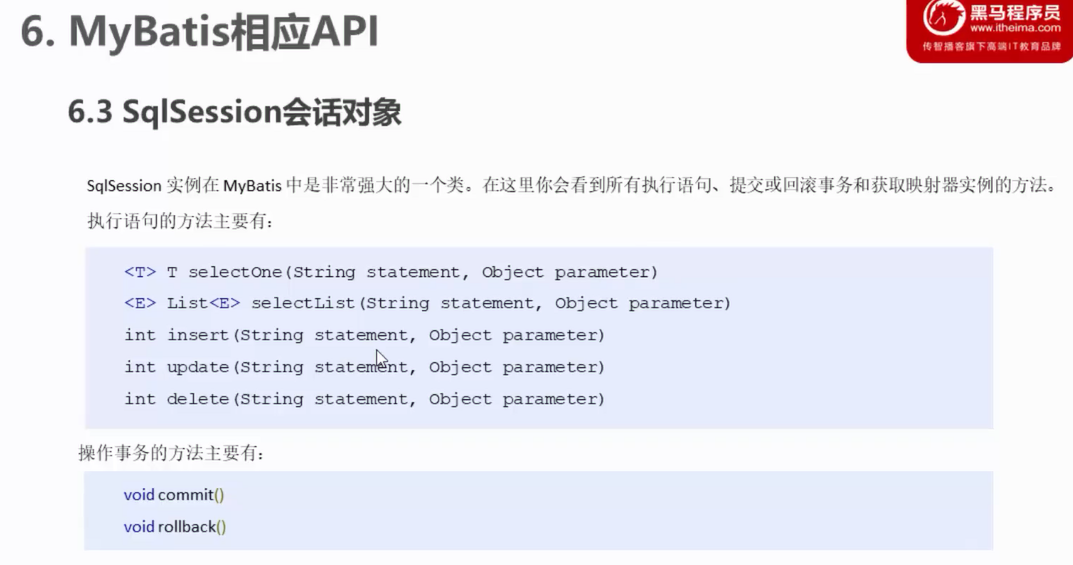 6. MyBatis相应API
黑马程序员
www.itheima.com
传智播客旗下高端IT教育品牌
6.3 SqlSession会话对象
SqlSession 实例在 MyBatis 中是非常强大的一个类。在这里你会看到所有执行语句、提交或回滚事务和获取映射器实例的方法。
执行语句的方法主要有：
<T> T selectOne(String statement, Object parameter)
<E> List<E> selectList(String statement, Object parameter)
int insert(String statement, Object parameter)
int update(String statement, Object parameter)
int delete(String statement, Object parameter)
操作事务的方法主要有：
void commit()
void rollback()